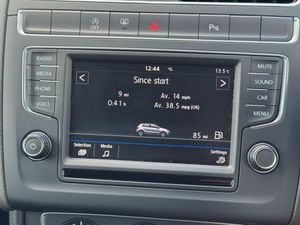 RADIO
MEDIA
PHONE
VOICE
12:44
13.5°C
Since start
9 mi
0:41 h
Av. 14 mph
Av. 38.5 mpg (UK)
85 mi
Selection
Media
Settings
MUTE
SOUND
CAR
MENU